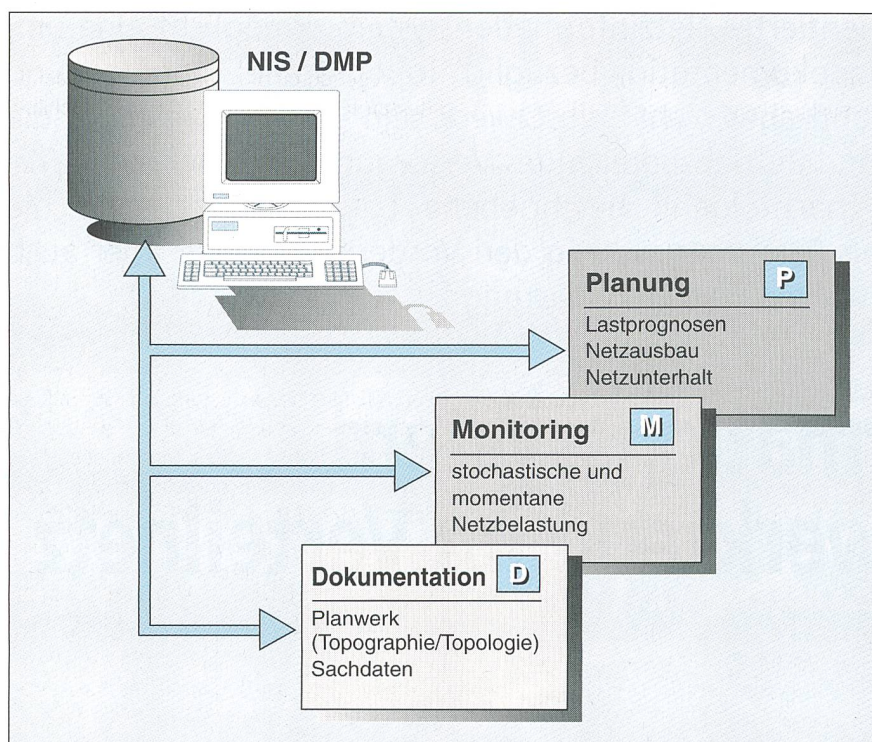 NIS / DMP
Planung P
Lastprognosen
Netzausbau
Netzunterhalt
Monitoring M
stochastische und
momentane
Netzbelastung
Dokumentation D
Planwerk
(Topographie/Topologie)
Sachdaten